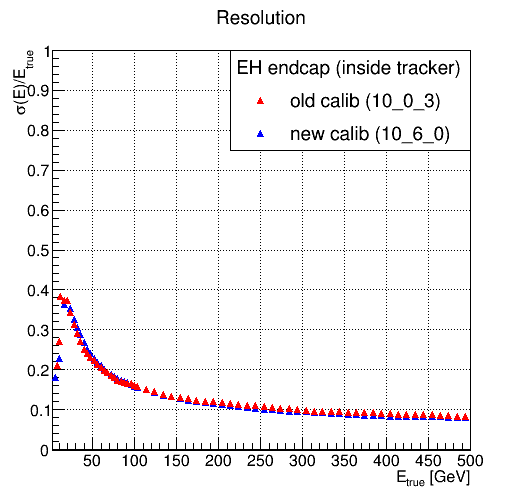 Resolution
σ(E)/E_true
1
0.9
0.8
0.7
0.6
0.5
0.4
0.3
0.2
0.1
0
EH endcap (inside tracker)
old calib (10_0_3)
new calib (10_6_0)
50 100 150 200 250 300 350 400 450 500
E_true [GeV]